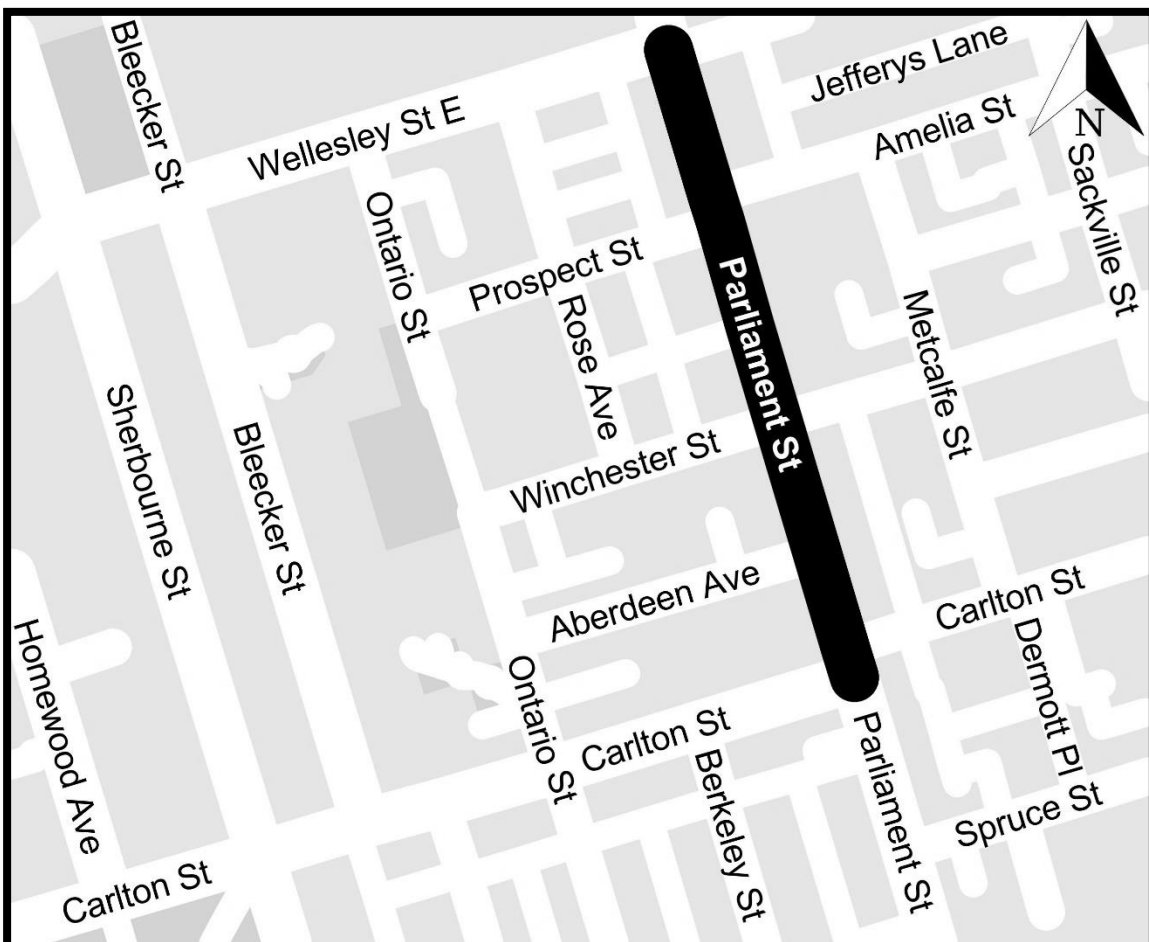 Bleecker St
Jefferys Lane
Wellesley St E
Amelia St
N
Sackville St
Ontario St
Prospect St
Parliament St
Rose Ave
Metcalfe St
Sherbourne St
Bleecker St
Winchester St
Aberdeen Ave
Carlton St
Homewood Ave
Dermott Pl
Ontario St
Carlton St
Berkeley St
Parliament St
Spruce St
Carlton St